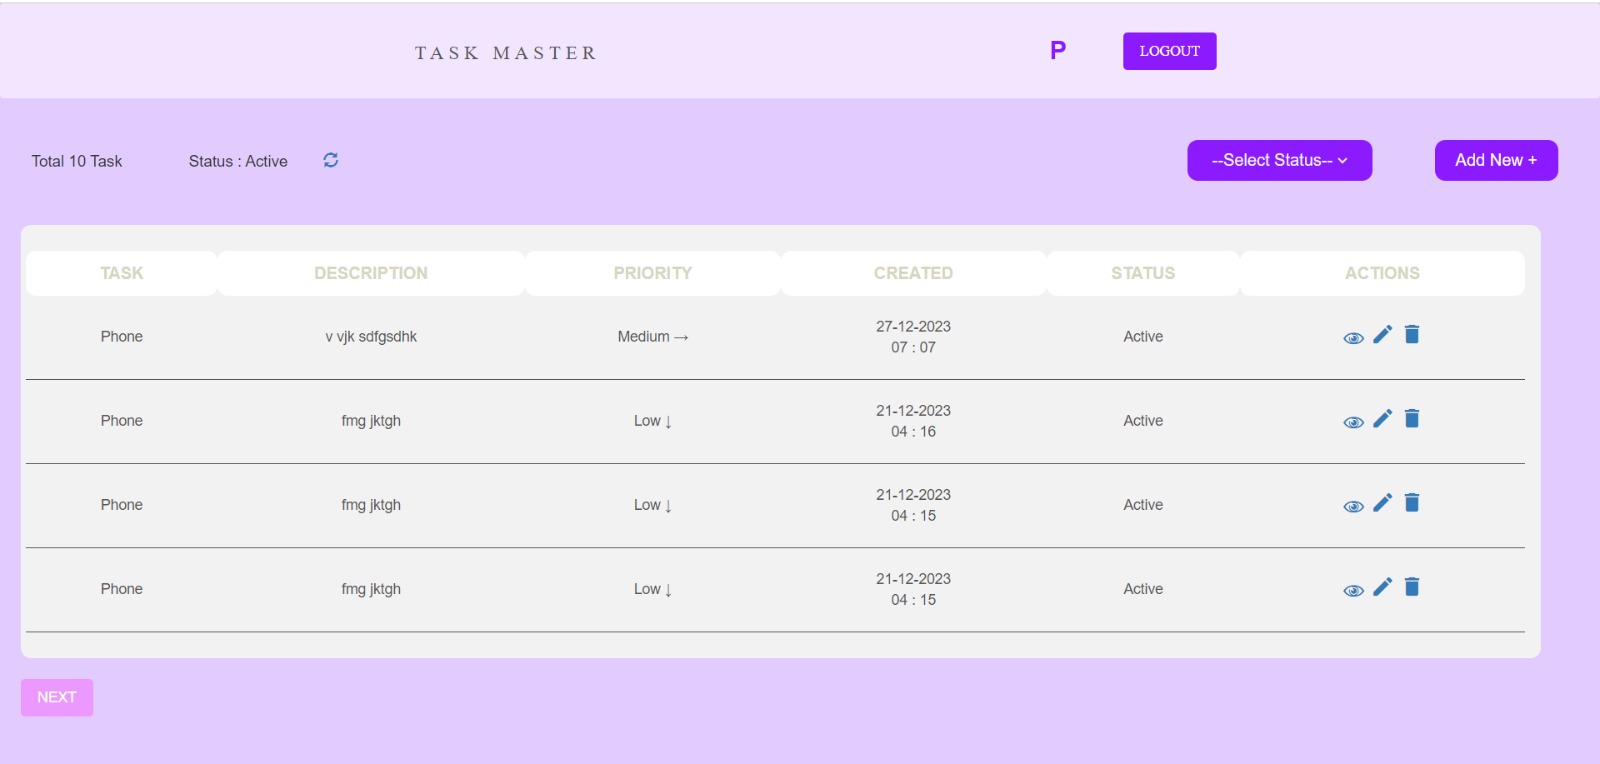 TASK MASTER P LOGOUT
Total 10 Task Status : Active --Select Status-- Add New +
TASK DESCRIPTION PRIORITY CREATED STATUS ACTIONS
Phone v vjk sdfgsdhk Medium → 27-12-2023 07 : 07 Active
Phone fmg jktgh Low ↓ 21-12-2023 04 : 16 Active
Phone fmg jktgh Low ↓ 21-12-2023 04 : 15 Active
Phone fmg jktgh Low ↓ 21-12-2023 04 : 15 Active
NEXT